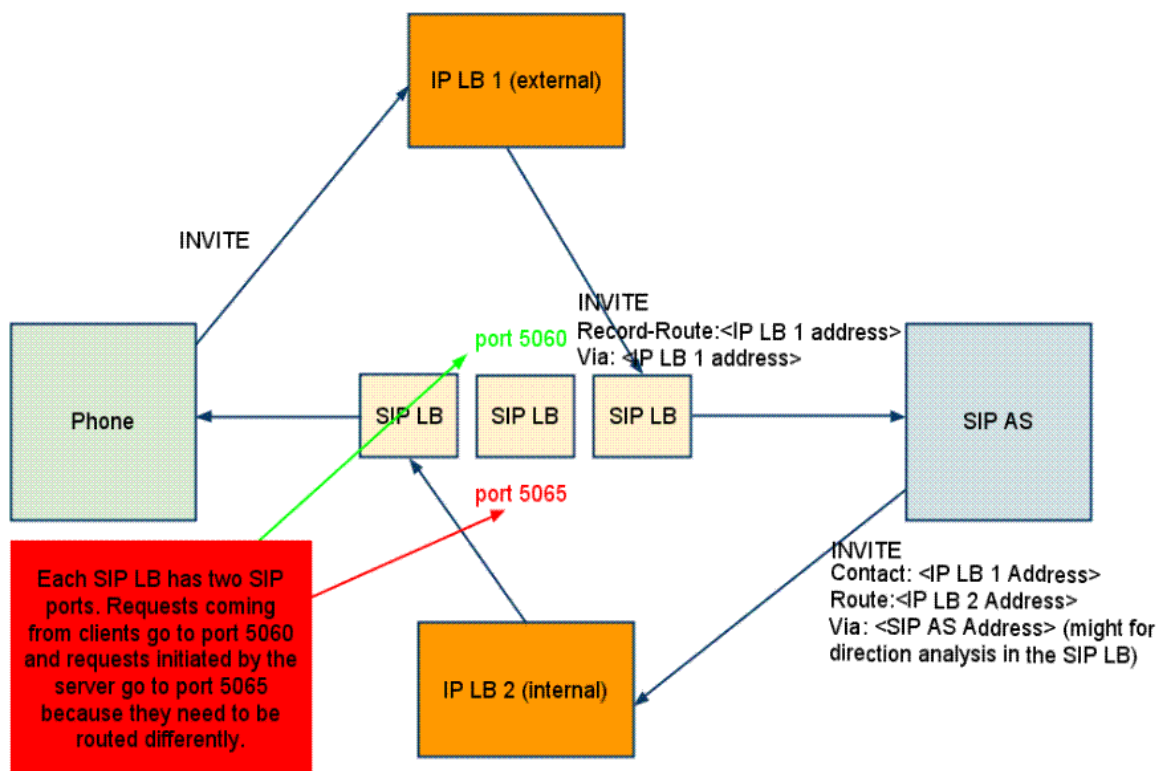 IP LB 1 (external)
INVITE
INVITE
Record-Route:<IP LB 1 address>
Via: <IP LB 1 address>
port 5060
Phone
SIP LB
SIP LB
SIP LB
SIP AS
port 5065
Each SIP LB has two SIP
ports. Requests coming
from clients go to port 5060
and requests initiated by the
server go to port 5065
because they need to be
routed differently.
INVITE
Contact: <IP LB 1 Address>
Route:<IP LB 2 Address>
Via: <SIP AS Address> (might for
direction analysis in the SIP LB)
IP LB 2 (internal)